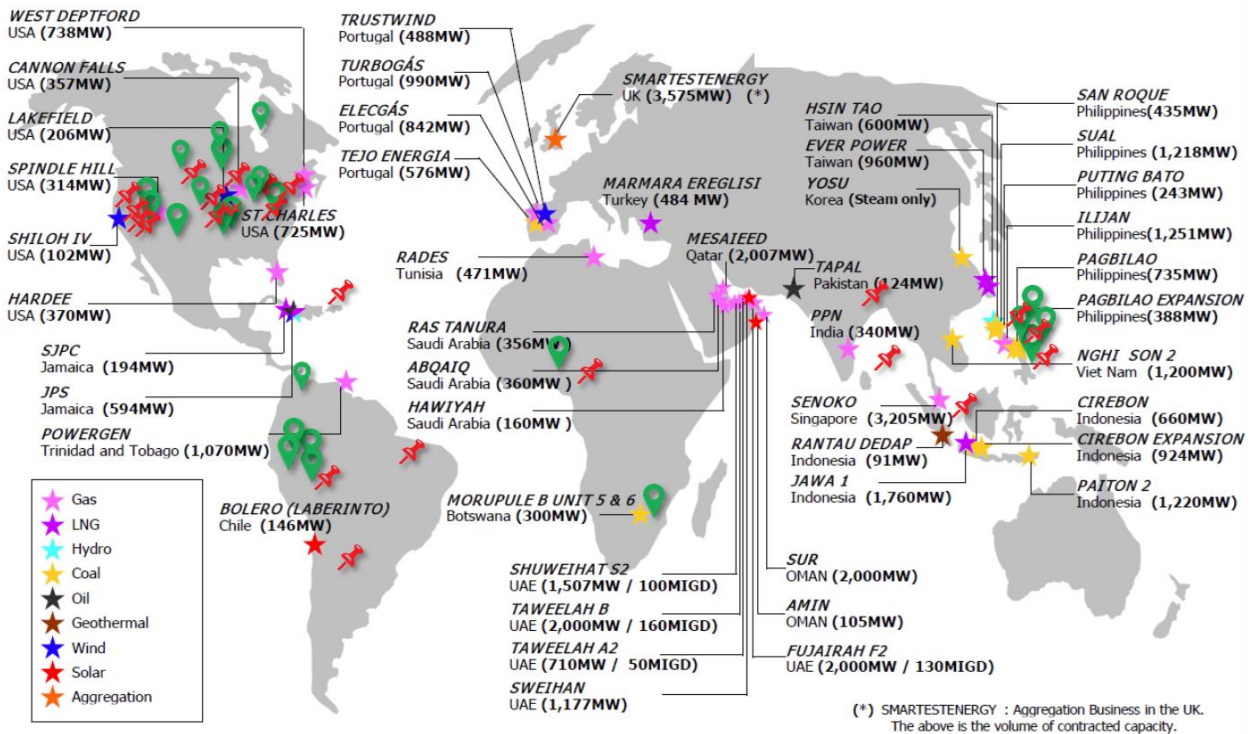 WEST DEPTFORD
USA (738MW)
CANNON FALLS
USA (357MW)
LAKEFIELD
USA (206MW)
SPINDLE HILL
USA (314MW)
ST.CHARLES
USA (725MW)
SHILOH IV
USA (102MW)
HARDEE
USA (370MW)
SJPC
Jamaica (194MW)
JPS
Jamaica (594MW)
POWERGEN
Trinidad and Tobago (1,070MW)
BOLERO (LABERINTO)
Chile (146MW)
TRUSTWIND
Portugal (488MW)
TURBOGÁS
Portugal (990MW)
ELECGÁS
Portugal (842MW)
TEJO ENERGIA
Portugal (576MW)
SMARTESTENERGY
UK (3,575MW) (*)
MARMARA EREGLISI
Turkey (484 MW)
RADES
Tunisia (471MW)
MESAIEED
Qatar (2,007MW)
TAPAL
Pakistan (124MW)
PPN
India (340MW)
RAS TANURA
Saudi Arabia (356MW)
ABQAIQ
Saudi Arabia (360MW )
HAWIYAH
Saudi Arabia (160MW )
MORUPULE B UNIT 5 & 6
Botswana (300MW)
SHUWEIHAT S2
UAE (1,507MW / 100MIGD)
TAWEELAH B
UAE (2,000MW / 160MIGD)
TAWEELAH A2
UAE (710MW / 50MIGD)
SWEIHAN
UAE (1,177MW)
SUR
OMAN (2,000MW)
AMIN
OMAN (105MW)
FUJAIRAH F2
UAE (2,000MW / 130MIGD)
HSIN TAO
Taiwan (600MW)
EVER POWER
Taiwan (960MW)
YOSU
Korea (Steam only)
SAN ROQUE
Philippines(435MW)
SUAL
Philippines (1,218MW)
PUTING BATO
Philippines (243MW)
ILIJAN
Philippines(1,251MW)
PAGBILAO
Philippines(735MW)
PAGBILAO EXPANSION
Philippines(388MW)
NGHI SON 2
Viet Nam (1,200MW)
SENOKO
Singapore (3,205MW)
RANTAU DEDAP
Indonesia (91MW)
JAWA 1
Indonesia (1,760MW)
CIREBON
Indonesia (660MW)
CIREBON EXPANSION
Indonesia (924MW)
PAITON 2
Indonesia (1,220MW)
Gas
LNG
Hydro
Coal
Oil
Geothermal
Wind
Solar
Aggregation
(*) SMARTESTENERGY : Aggregation Business in the UK.
The above is the volume of contracted capacity.